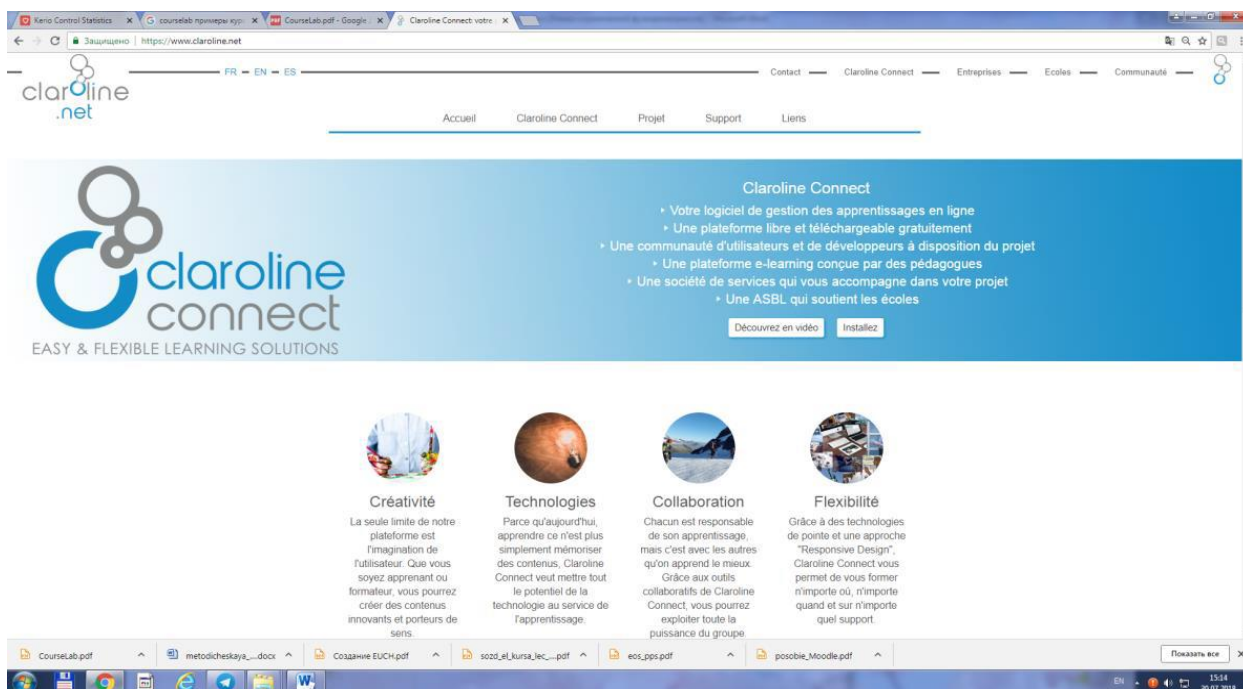 Kerio Control Statistics
courselab примеры курс
CourseLab.pdf - Google
Claroline Connect: votre
Защищено
https://www.claroline.net
claroline
.net
FR – EN – ES
Contact
Claroline Connect
Entreprises
Ecoles
Communauté
Accueil
Claroline Connect
Projet
Support
Liens
claroline
connect
EASY & FLEXIBLE LEARNING SOLUTIONS
Claroline Connect
Votre logiciel de gestion des apprentissages en ligne
Une plateforme libre et téléchargeable gratuitement
Une communauté d'utilisateurs et de développeurs à disposition du projet
Une plateforme e-learning conçue par des pédagogues
Une société de services qui vous accompagne dans votre projet
Une ASBL qui soutient les écoles
Découvrez en vidéo
Installez
Créativité
La seule limite de notre
plateforme est
l'imagination de
l'utilisateur. Que vous
soyez apprenant ou
formateur, vous pourrez
créer des contenus
innovants et porteurs de
sens.
Technologies
Parce qu'aujourd'hui,
apprendre ce n'est plus
simplement mémoriser
des contenus, Claroline
Connect veut mettre tout
le potentiel de la
technologie au service de
l'apprentissage.
Collaboration
Chacun est responsable
de son apprentissage,
mais c'est avec les autres
qu'on apprend le mieux.
Grâce aux outils
collaboratifs de Claroline
Connect, vous pourrez
exploiter toute la
puissance du groupe.
Flexibilité
Grâce à des technologies
de pointe et une approche
"Responsive Design",
Claroline Connect vous
permet de vous former
n'importe où, n'importe
quand et sur n'importe
quel support.
CourseLab.pdf
metodicheskaya_....docx
Создание EUCH.pdf
sozd_el_kursa_lec_....pdf
eos_pps.pdf
posobie_Moodle.pdf
Показать все
EN
15:14
20.07.2018